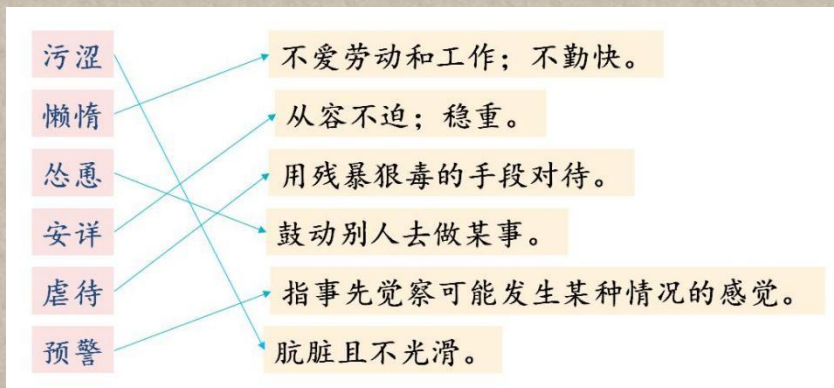 污涩 不爱劳动和工作；不勤快。
懒惰 从容不迫；稳重。
怂恿 用残暴狠毒的手段对待。
安详 鼓动别人去做某事。
虐待 指事先觉察可能发生某种情况的感觉。
预警 肮脏且不光滑。